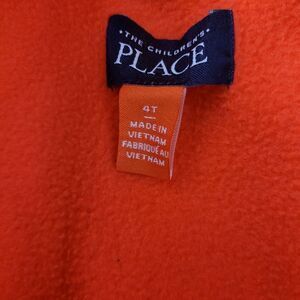 •THE CHILDREN'S•
PLACE
4T
MADE IN
VIETNAM
FABRIQUÉ AU
VIETNAM